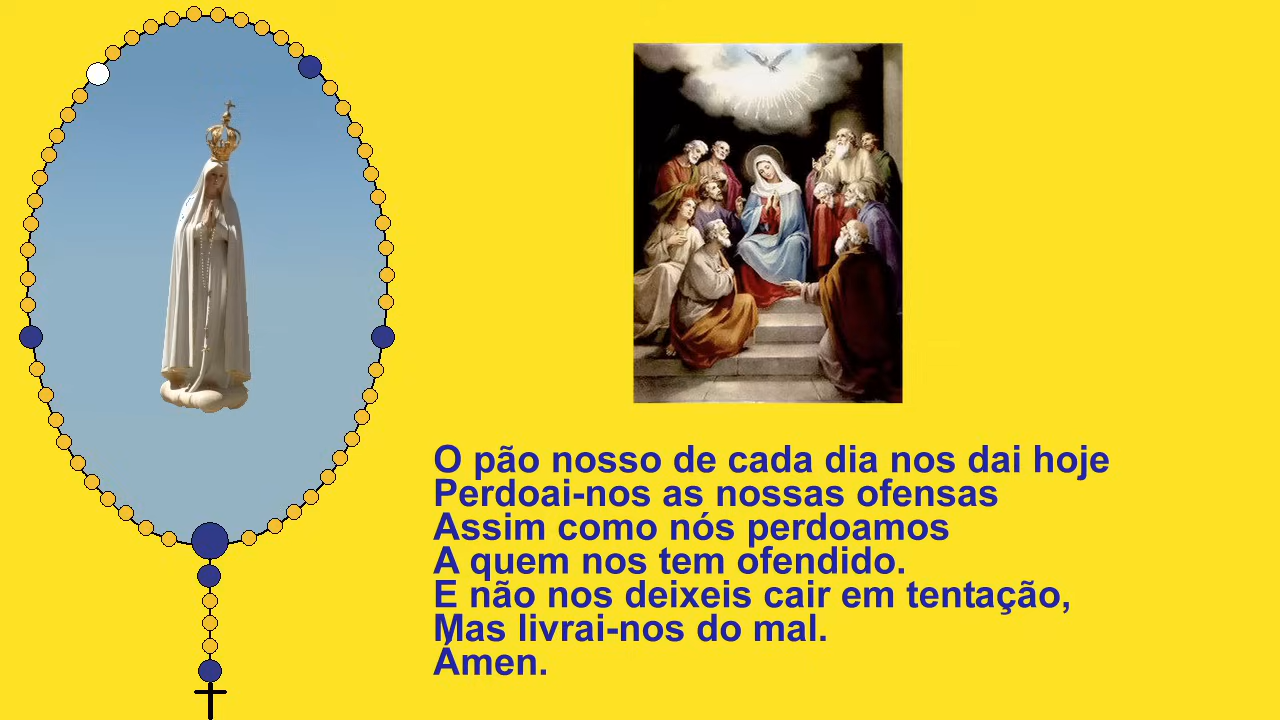 O pão nosso de cada dia nos dai hoje
Perdoai-nos as nossas ofensas
Assim como nós perdoamos
A quem nos tem ofendido.
E não nos deixeis cair em tentação,
Mas livrai-nos do mal.
Ámen.